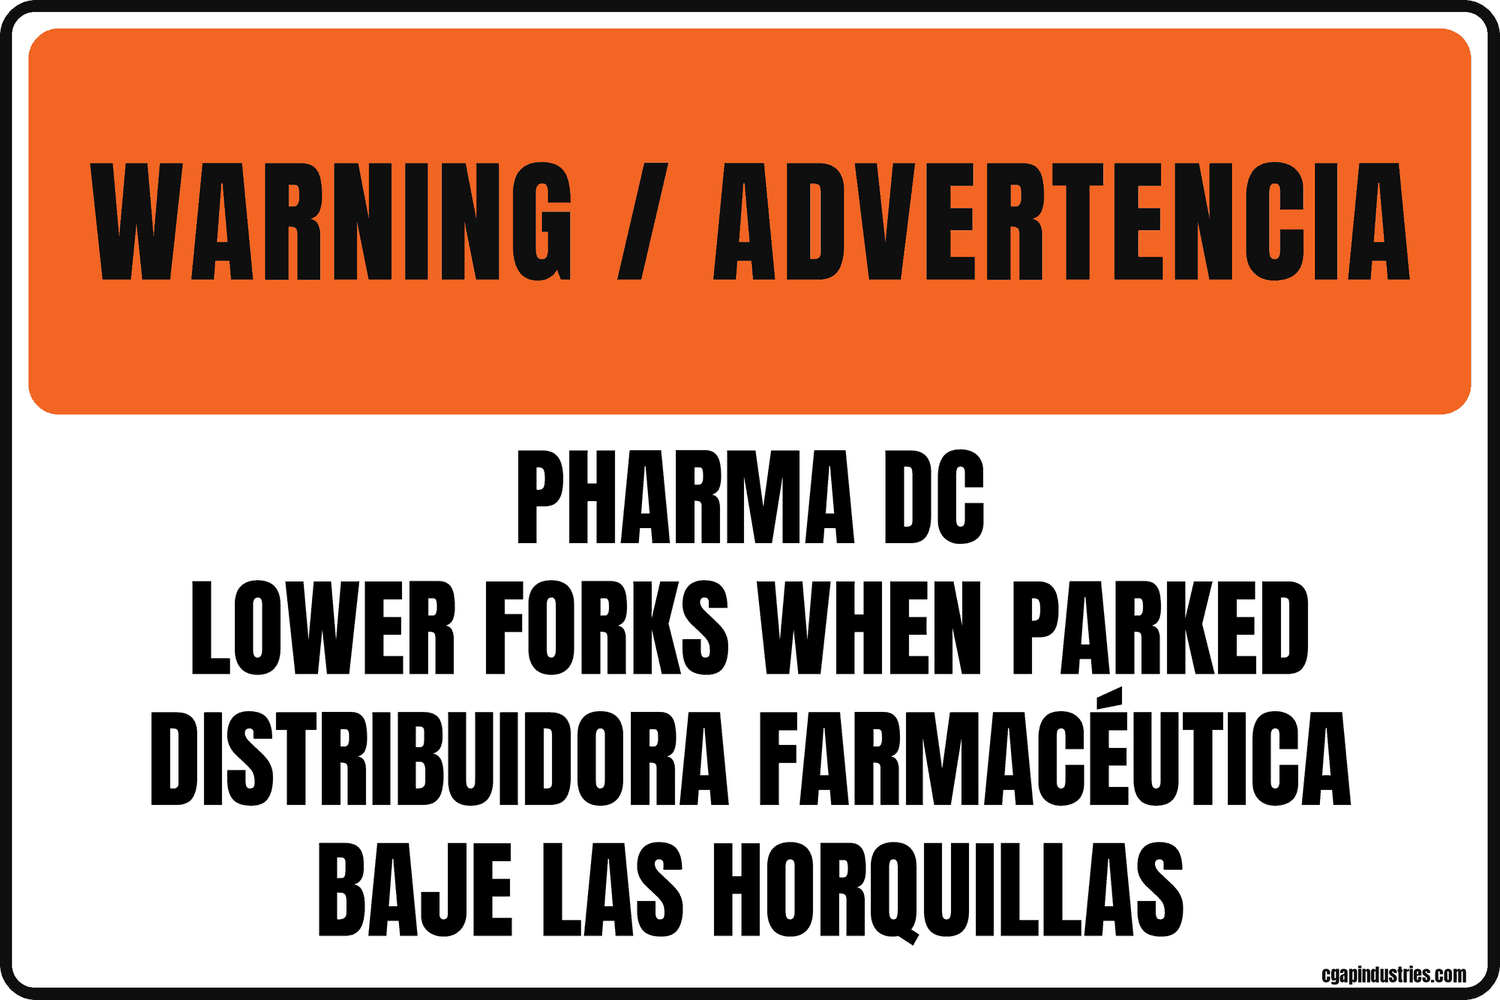 WARNING / ADVERTENCIA
PHARMA DC
LOWER FORKS WHEN PARKED
DISTRIBUIDORA FARMACÉUTICA
BAJE LAS HORQUILLAS
cgapindustries.com